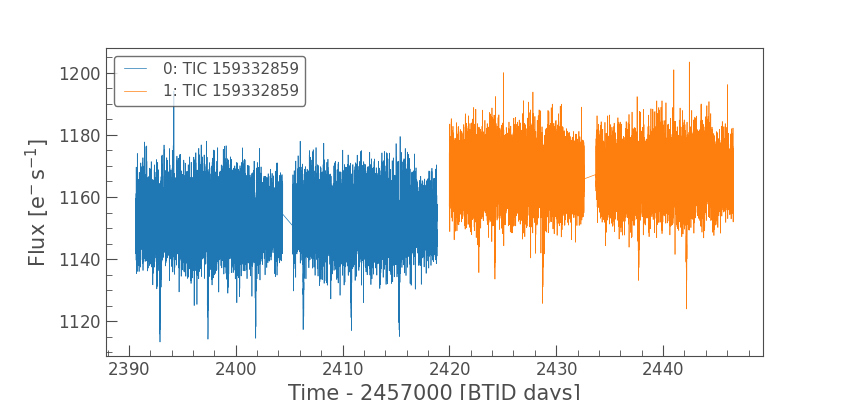 0: TIC 159332859
1: TIC 159332859
1200
1180
1160
1140
1120
Flux [e⁻ s⁻¹]
2390 2400 2410 2420 2430 2440
Time - 2457000 [BTJD days]